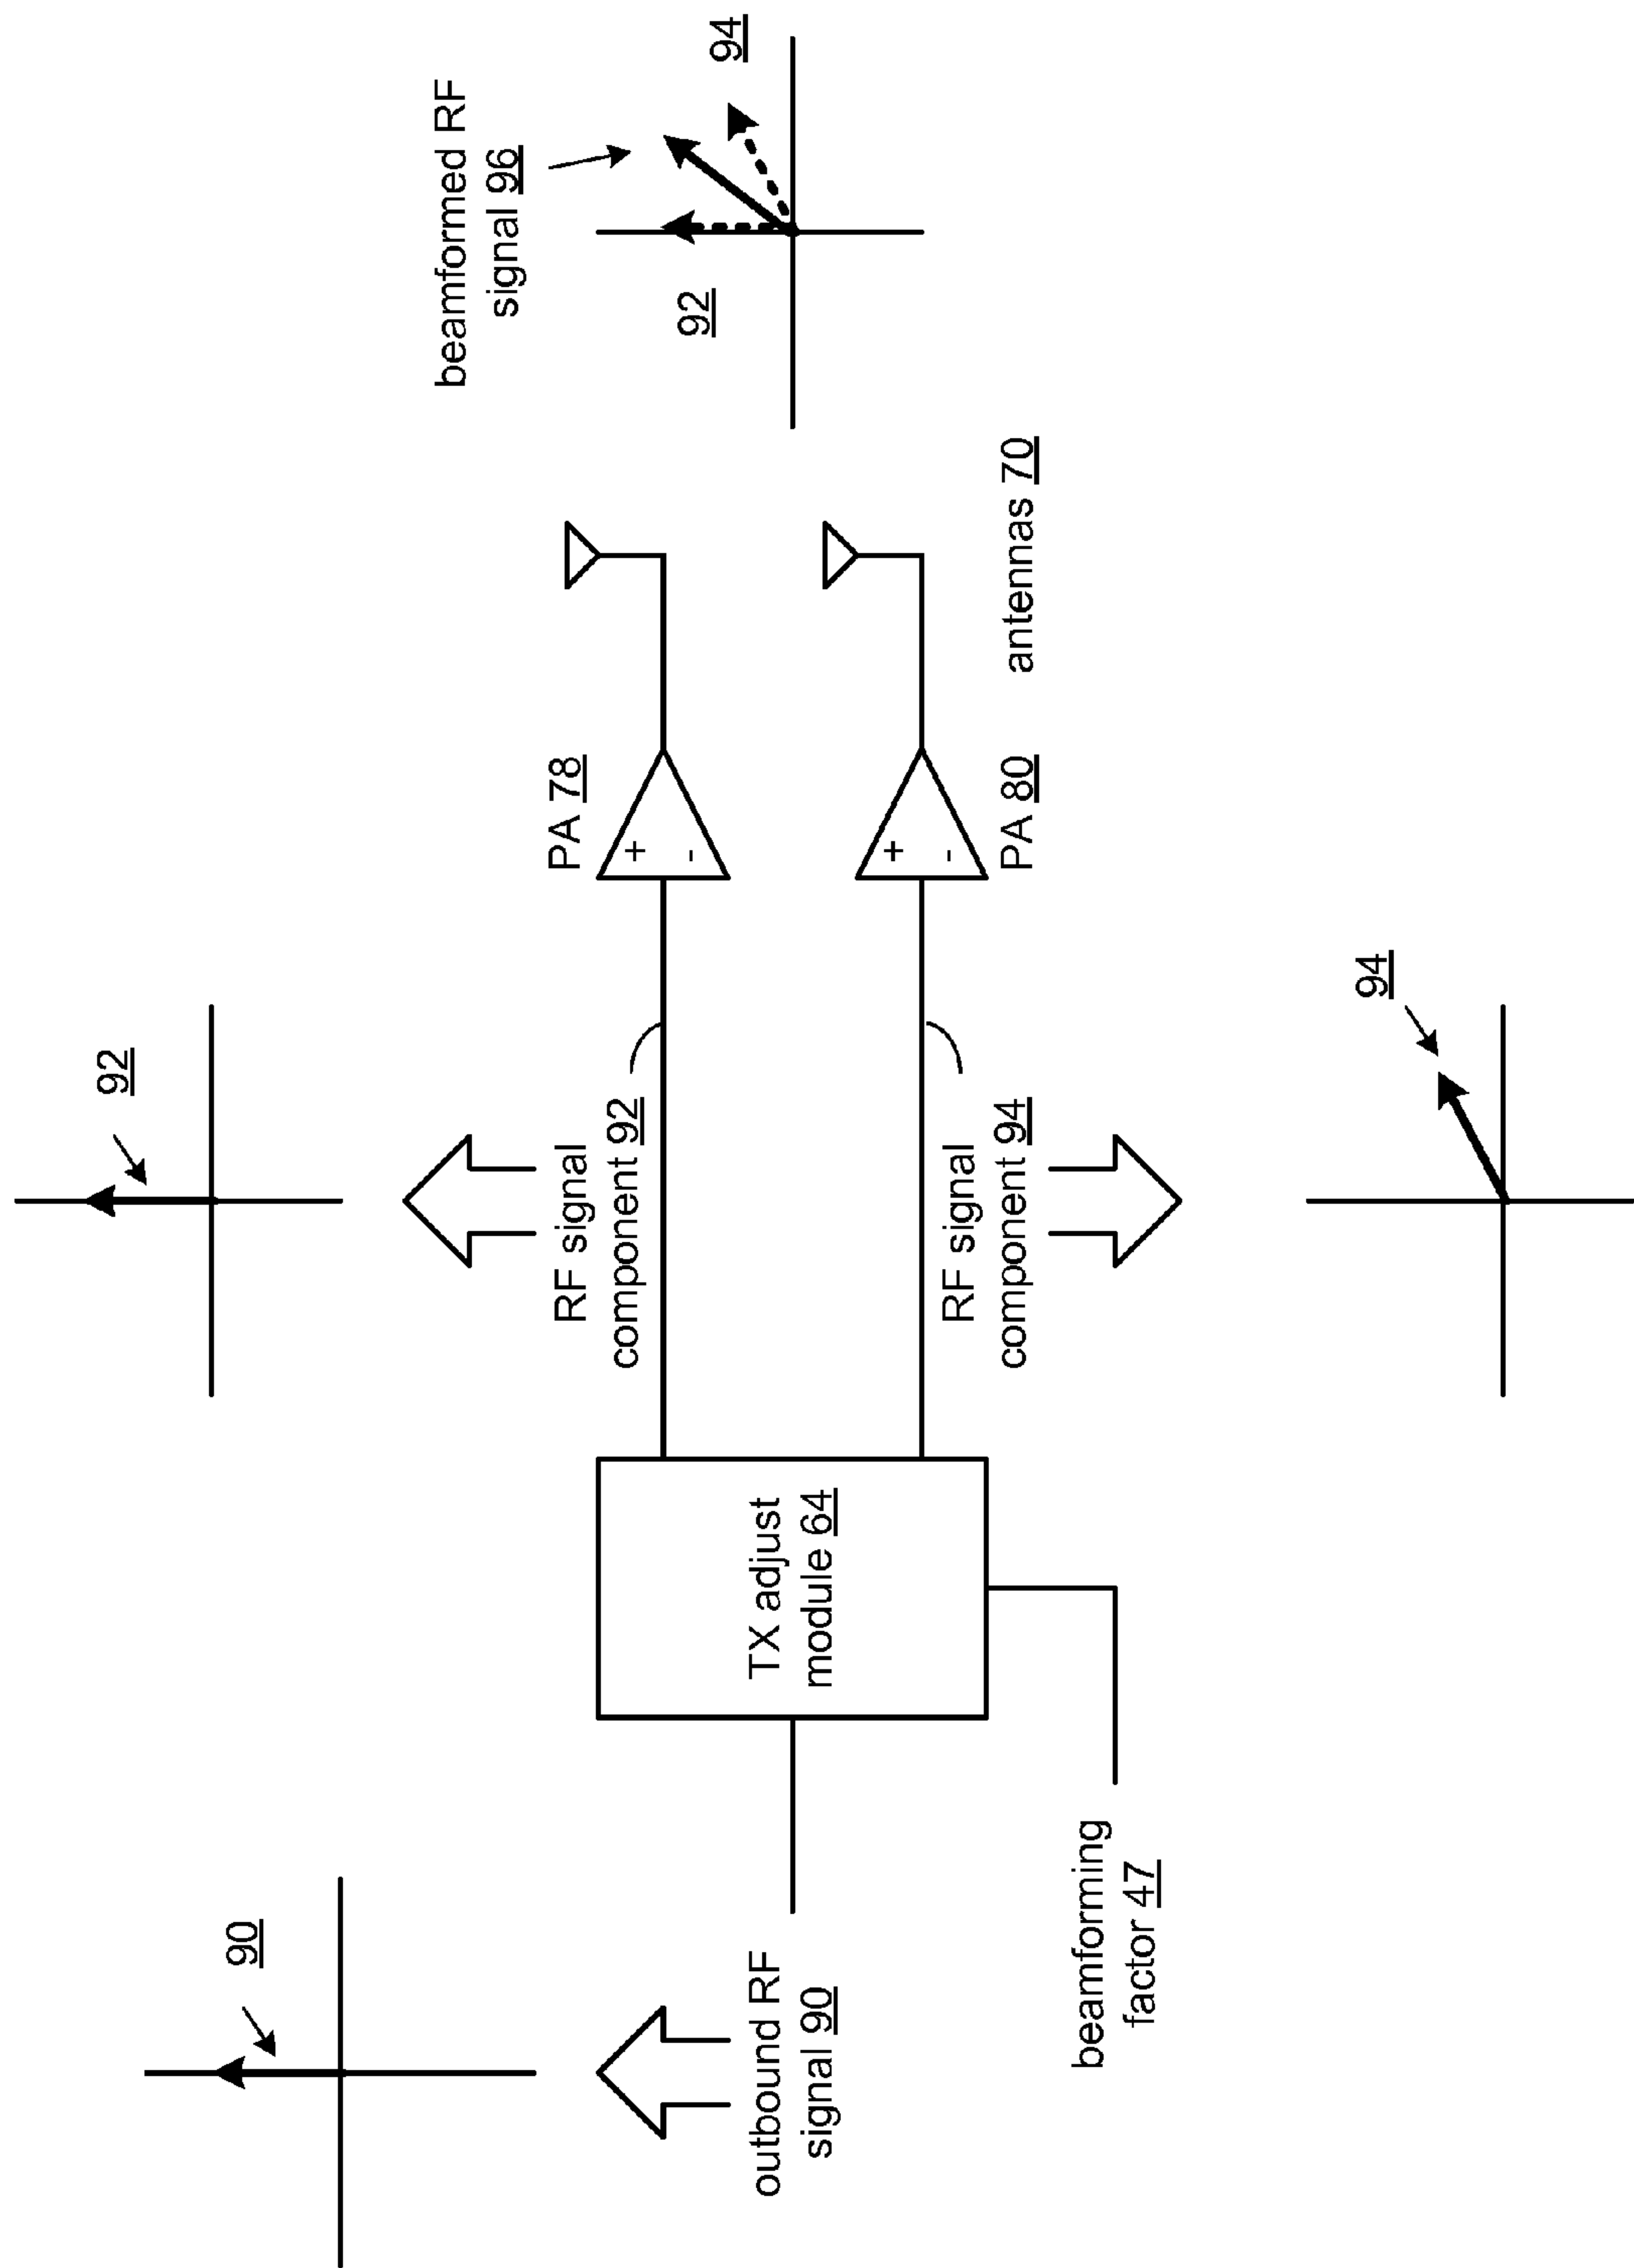 90
outbound RF
signal 90
beamforming
factor 47
TX adjust
module 64
92
RF signal
component 92
RF signal
component 94
94
PA 78
+
-
+
-
PA 80
antennas 70
beamformed RF
signal 96
92
94